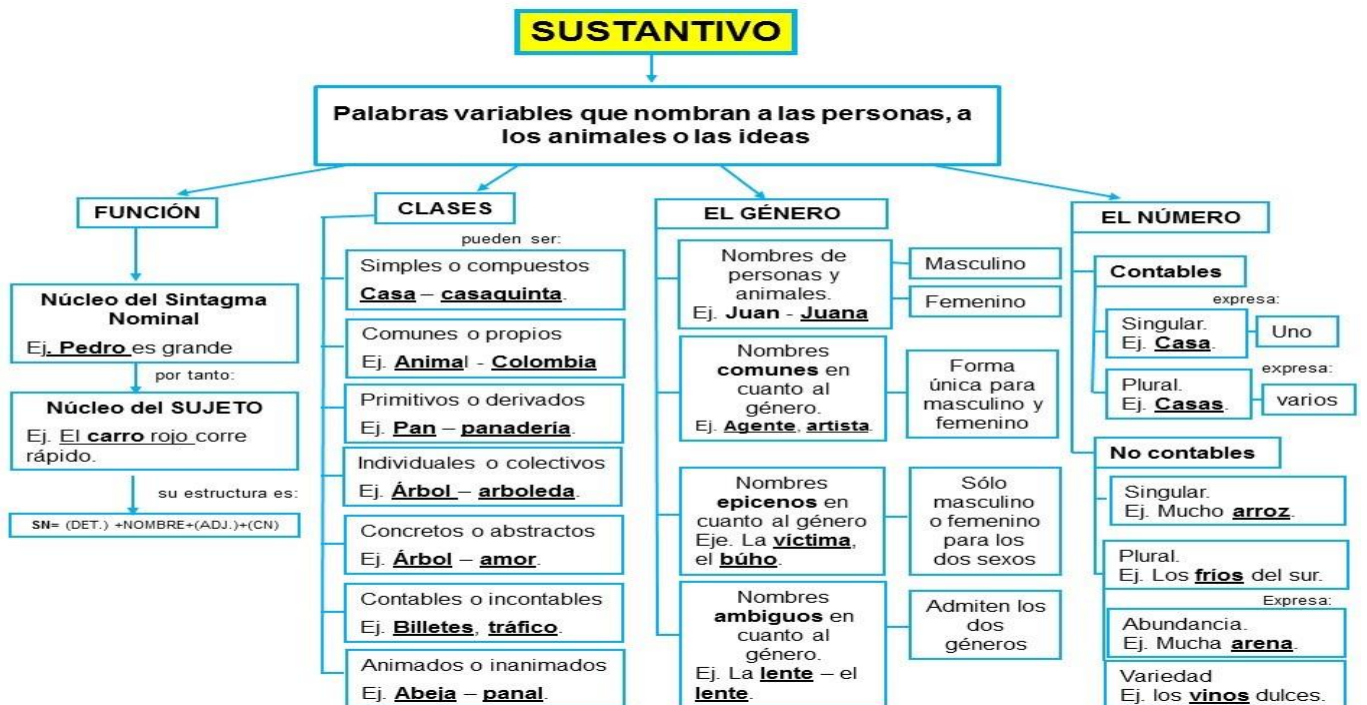 SUSTANTIVO
Palabras variables que nombran a las personas, a
los animales o las ideas
FUNCIÓN
Núcleo del Sintagma
Nominal
Ej. Pedro es grande
por tanto:
Núcleo del SUJETO
Ej. El carro rojo corre
rápido.
su estructura es:
SN= (DET.) +NOMBRE+(ADJ.)+(CN)
CLASES
pueden ser:
Simples o compuestos
Casa – casaquinta.
Comunes o propios
Ej. Animal - Colombia
Primitivos o derivados
Ej. Pan – panadería.
Individuales o colectivos
Ej. Árbol – arboleda.
Concretos o abstractos
Ej. Árbol – amor.
Contables o incontables
Ej. Billetes, tráfico.
Animados o inanimados
Ej. Abeja – panal.
EL GÉNERO
Nombres de
personas y
animales.
Ej. Juan - Juana
Masculino
Femenino
Nombres
comunes en
cuanto al
género.
Ej. Agente, artista.
Forma
única para
masculino y
femenino
Nombres
epicenos en
cuanto al género
Eje. La víctima,
el búho.
Sólo
masculino
o femenino
para los
dos sexos
Nombres
ambiguos en
cuanto al
género.
Ej. La lente – el
lente.
Admiten los
dos
géneros
EL NÚMERO
Contables
expresa:
Singular.
Ej. Casa.
Uno
expresa:
Plural.
Ej. Casas.
varios
No contables
Singular.
Ej. Mucho arroz.
Plural.
Ej. Los fríos del sur.
Expresa:
Abundancia.
Ej. Mucha arena.
Variedad
Ej. los vinos dulces.